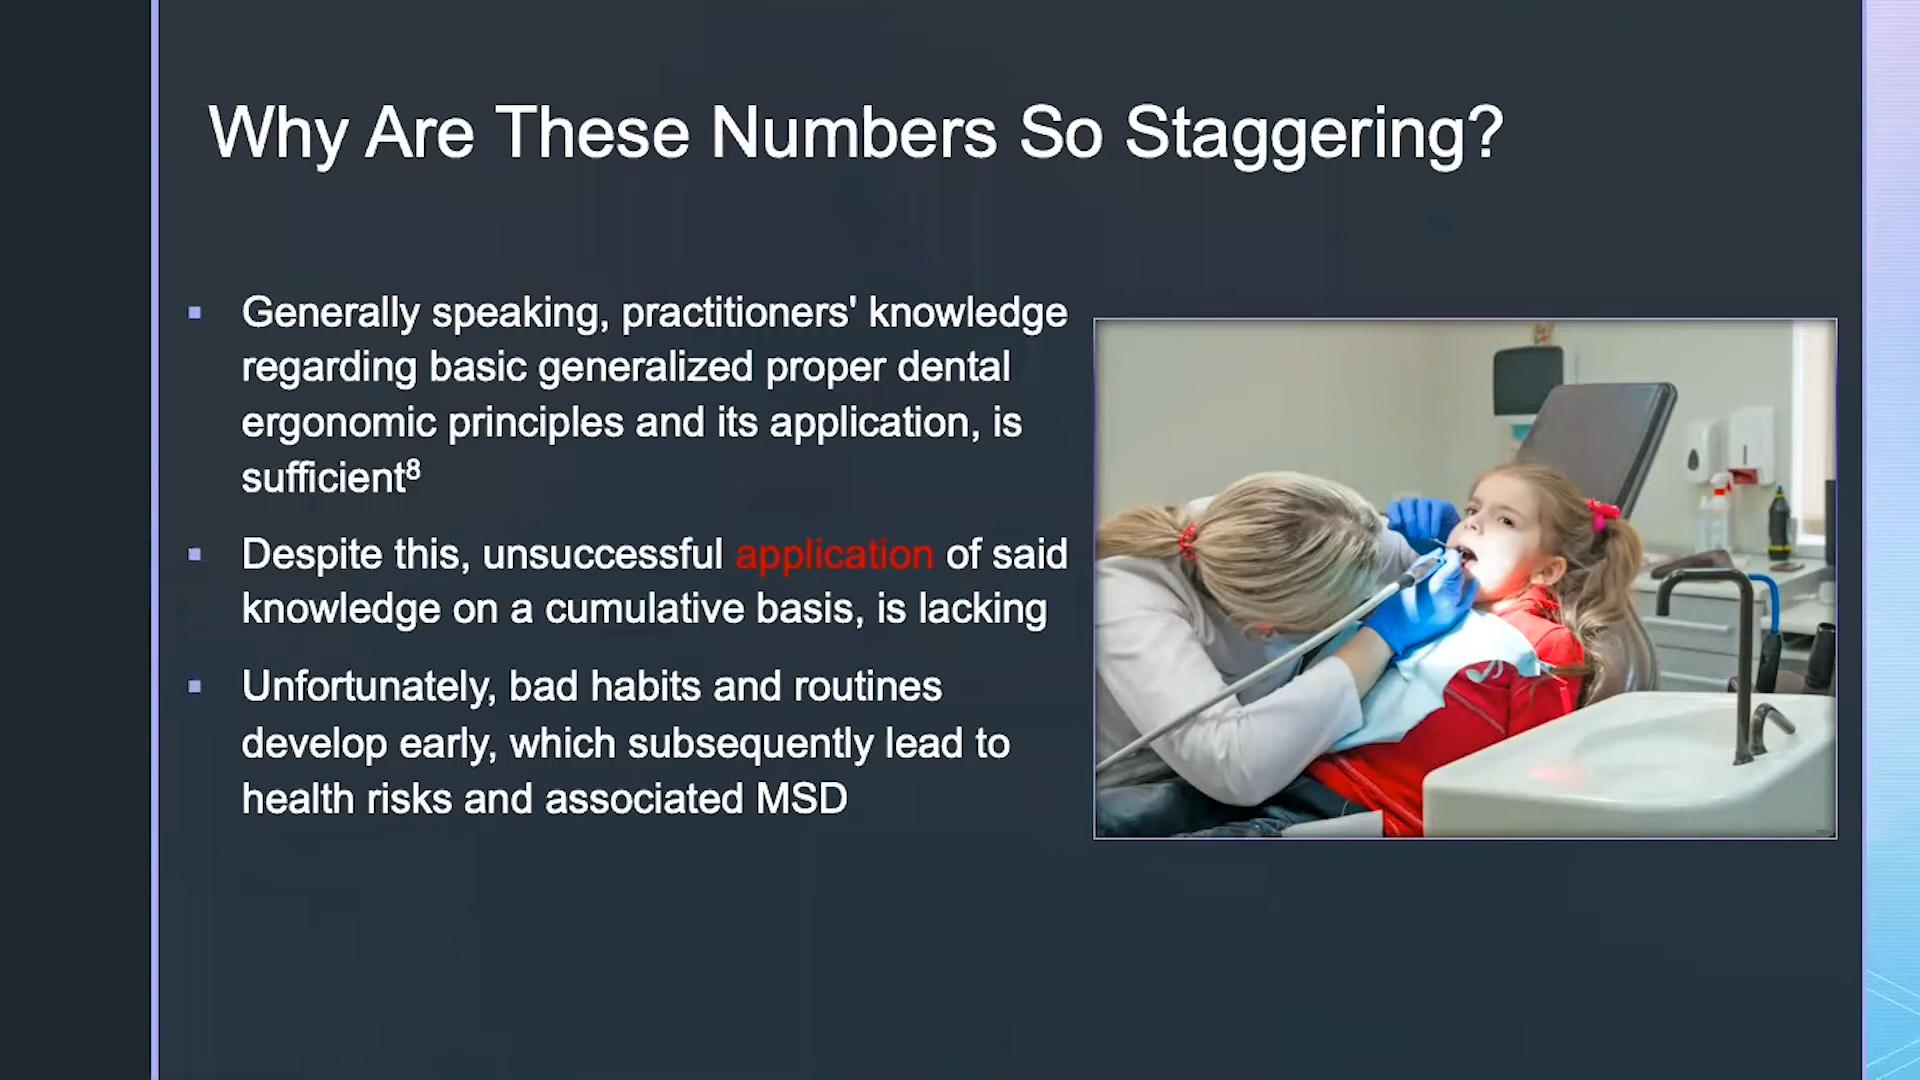 Why Are These Numbers So Staggering?
▪ Generally speaking, practitioners' knowledge
regarding basic generalized proper dental
ergonomic principles and its application, is
sufficient⁸
▪ Despite this, unsuccessful application of said
knowledge on a cumulative basis, is lacking
▪ Unfortunately, bad habits and routines
develop early, which subsequently lead to
health risks and associated MSD